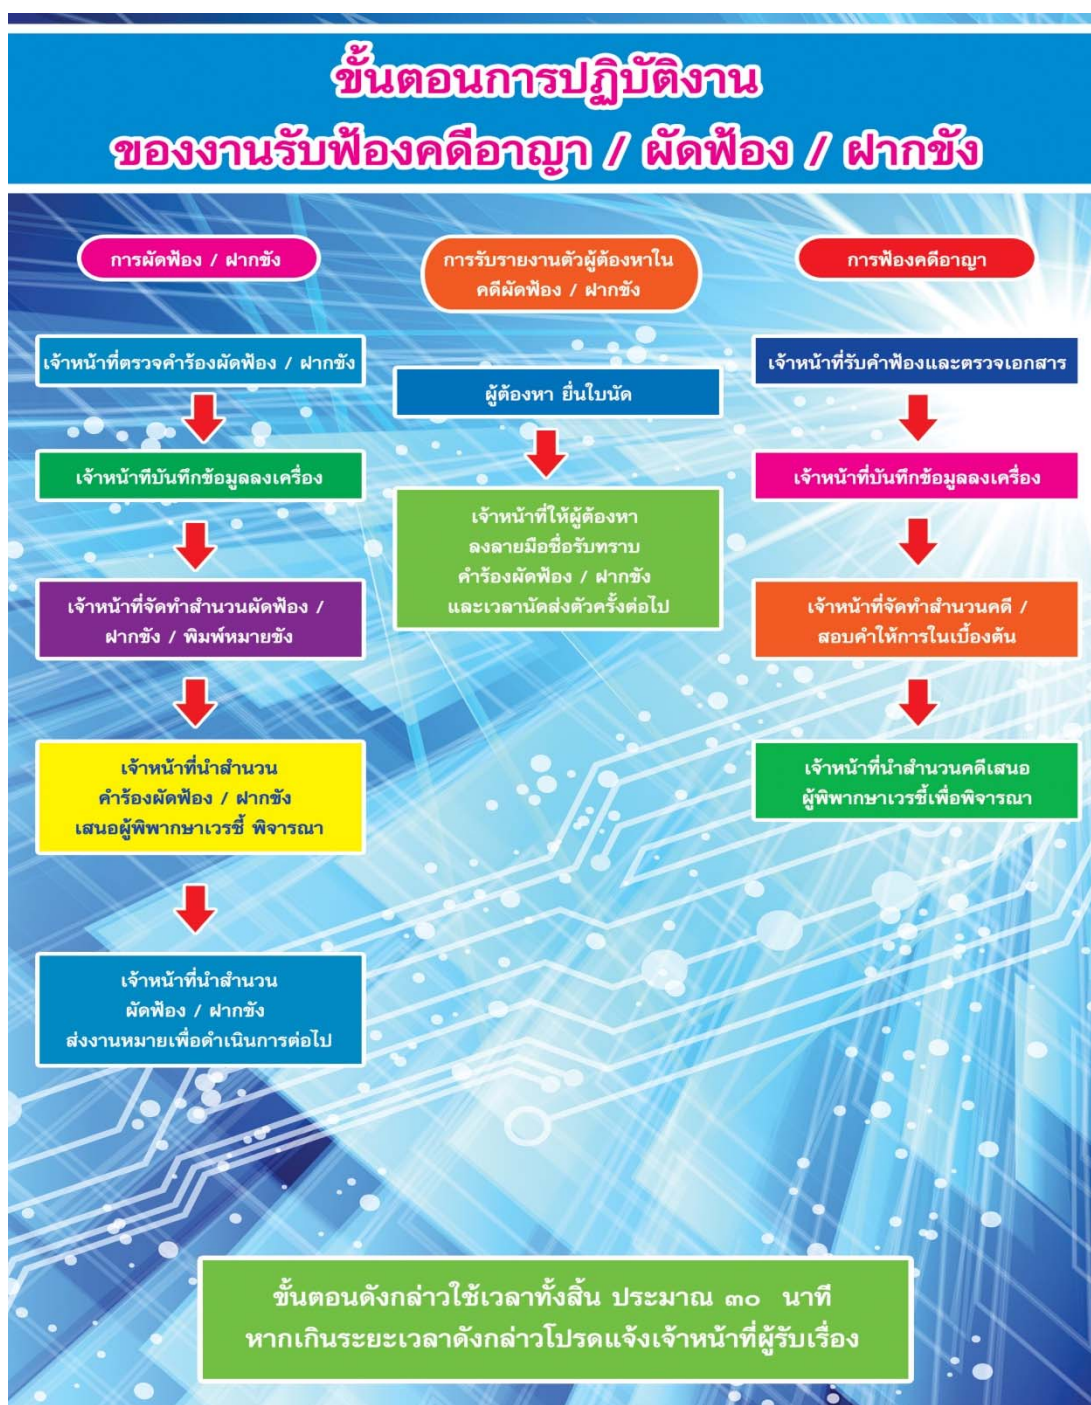 ขั้นตอนการปฏิบัติงาน
ของงานรับฟ้องคดีอาญา / ผัดฟ้อง / ฝากขัง
การผัดฟ้อง / ฝากขัง
เจ้าหน้าที่ตรวจคำร้องผัดฟ้อง / ฝากขัง
เจ้าหน้าทีบันทึกข้อมูลลงเครื่อง
เจ้าหน้าที่จัดทำสำนวนผัดฟ้อง /
ฝากขัง / พิมพ์หมายขัง
เจ้าหน้าที่นำสำนวน
คำร้องผัดฟ้อง / ฝากขัง
เสนอผู้พิพากษาเวรชี้ พิจารณา
เจ้าหน้าที่นำสำนวน
ผัดฟ้อง / ฝากขัง
ส่งงานหมายเพื่อดำเนินการต่อไป
การรับรายงานตัวผู้ต้องหาใน
คดีผัดฟ้อง / ฝากขัง
ผู้ต้องหา ยื่นใบนัด
เจ้าหน้าที่ให้ผู้ต้องหา
ลงลายมือชื่อรับทราบ
คำร้องผัดฟ้อง / ฝากขัง
และเวลานัดส่งตัวครั้งต่อไป
การฟ้องคดีอาญา
เจ้าหน้าที่รับคำฟ้องและตรวจเอกสาร
เจ้าหน้าที่บันทึกข้อมูลลงเครื่อง
เจ้าหน้าที่จัดทำสำนวนคดี /
สอบคำให้การในเบื้องต้น
เจ้าหน้าที่นำสำนวนคดีเสนอ
ผู้พิพากษาเวรชี้เพื่อพิจารณา
ขั้นตอนดังกล่าวใช้เวลาทั้งสิ้น ประมาณ ๓๐ นาที
หากเกินระยะเวลาดังกล่าวโปรดแจ้งเจ้าหน้าที่ผู้รับเรื่อง